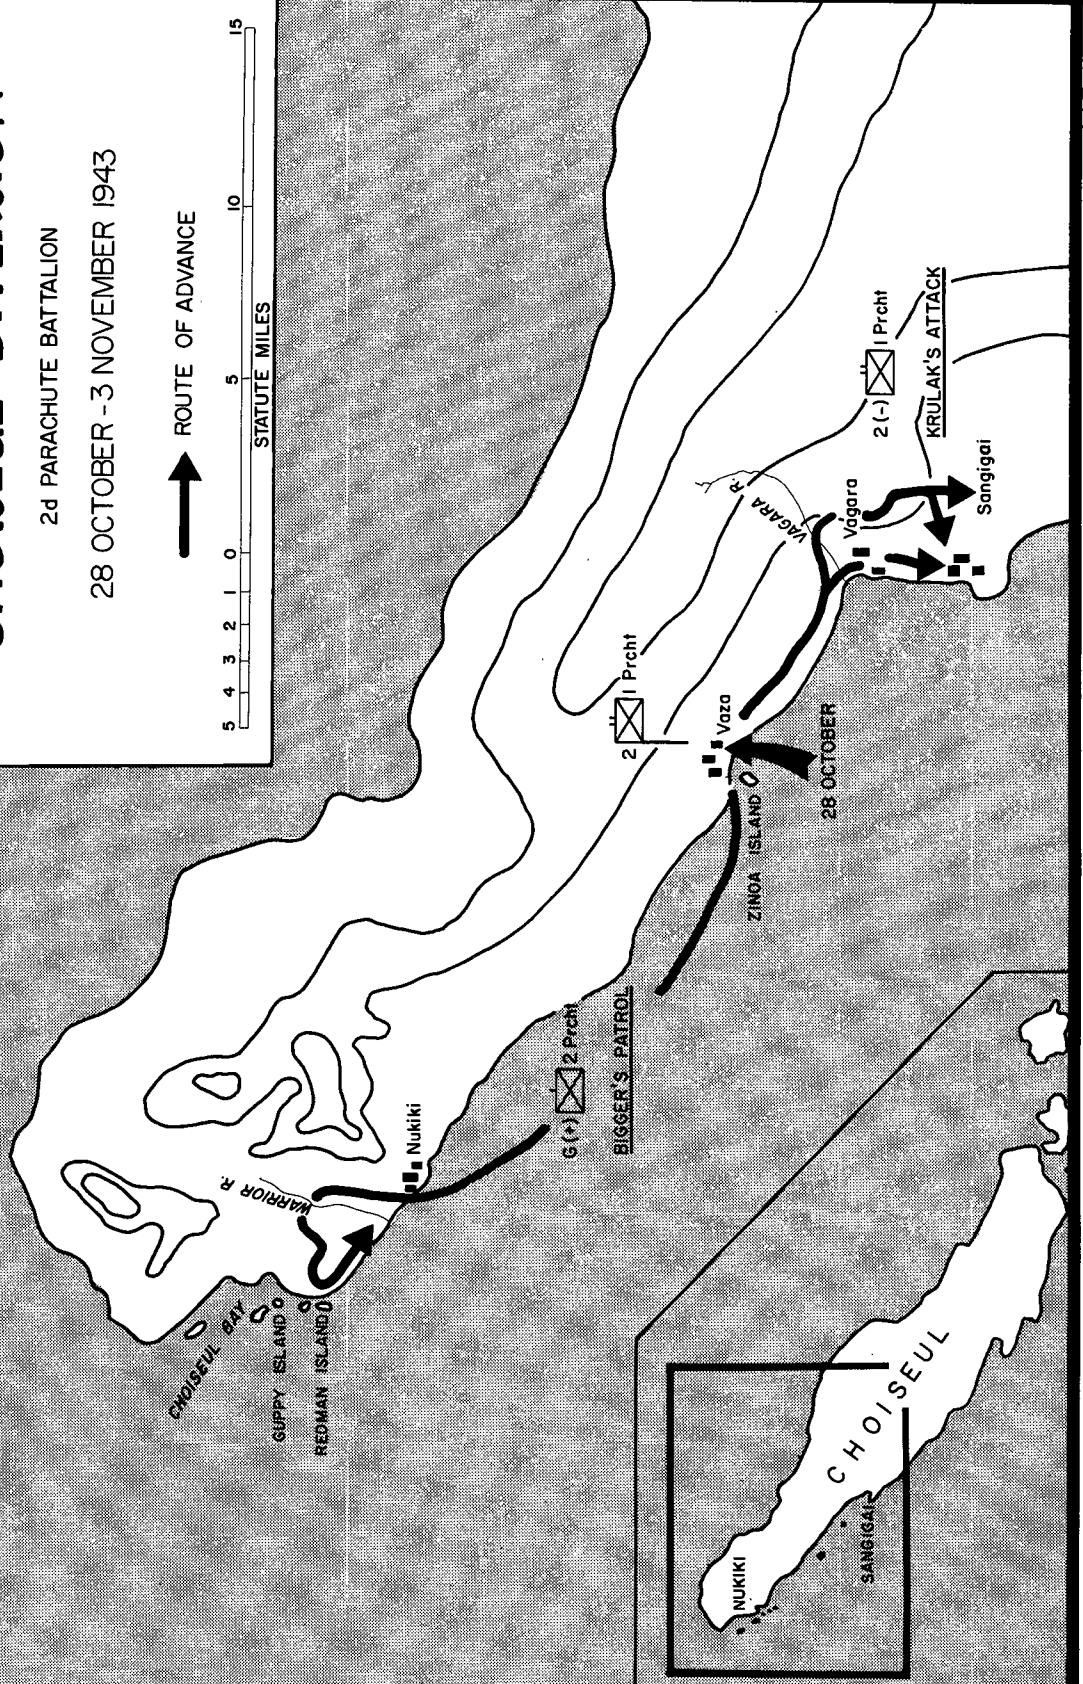 2d PARACHUTE BATTALION
28 OCTOBER - 3 NOVEMBER 1943
ROUTE OF ADVANCE
5 4 3 2 1 0 5 10 15
STATUTE MILES
CHOISEUL BAY
GUPPY ISLAND
REDMAN ISLAND
WARRIOR R.
Nukiki
G(+) 2 Prcht
BIGGER'S PATROL
ZINOA ISLAND
Vaza
28 OCTOBER
2 1 Prcht
VAGARA R.
Vagara
2 (-) 1 Prcht
KRULAK'S ATTACK
Sangigai
NUKIKI
SANGIGAI
CHOISEUL